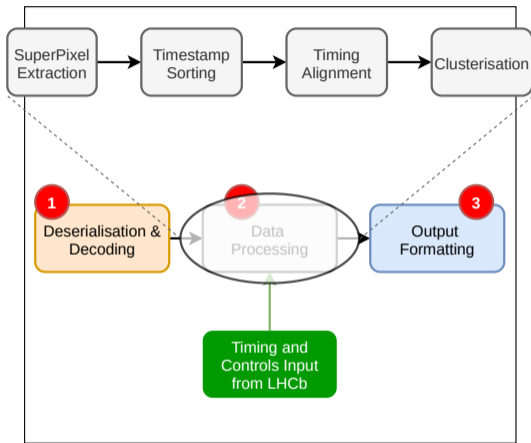 SuperPixel
Extraction
Timestamp
Sorting
Timing
Alignment
Clusterisation
1
Deserialisation &
Decoding
2
Data
Processing
3
Output
Formatting
Timing and
Controls Input
from LHCb